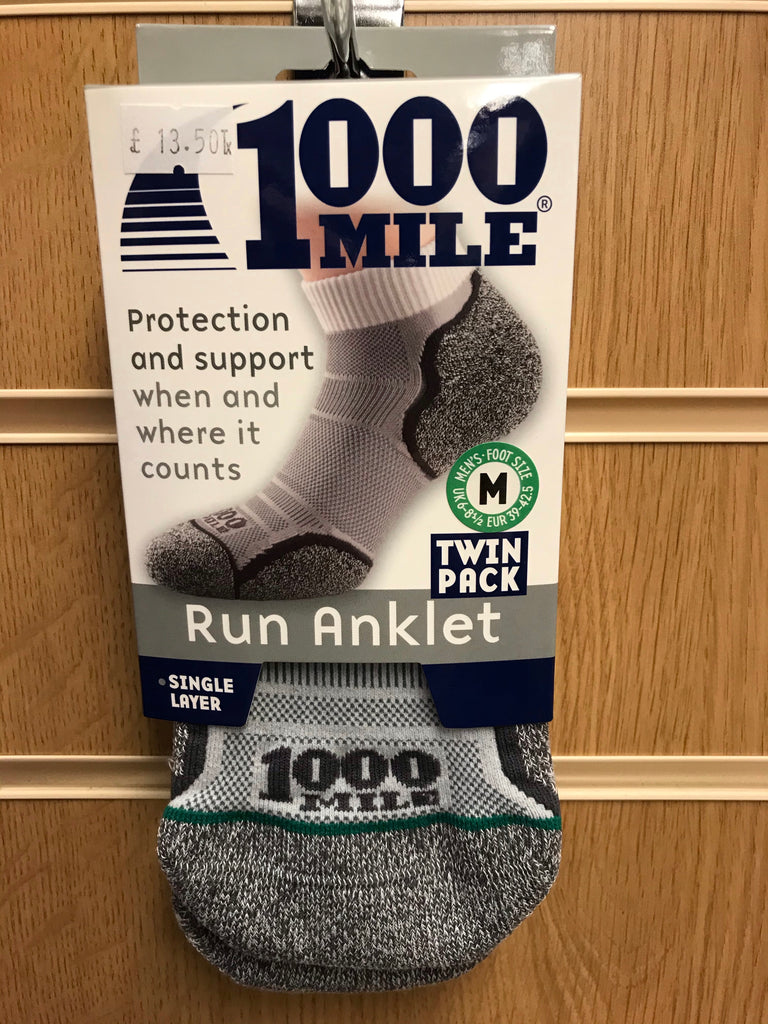 £ 13.50
1000
MILE®
Protection
and support
when and
where it
counts
1000
MEN'S · FOOT SIZE
M
UK 6-8½ EUR 39-42.5
TWIN
PACK
Run Anklet
• SINGLE
LAYER
1000
MILE